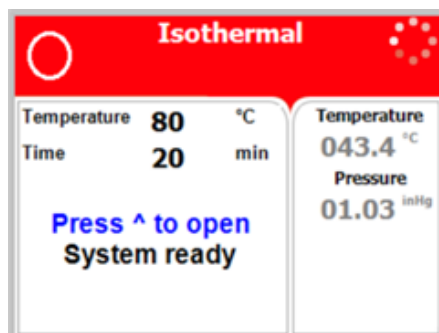 Isothermal
Temperature 80 °C
Time 20 min
Press ^ to open
System ready
Temperature
043.4 °C
Pressure
01.03 inHg